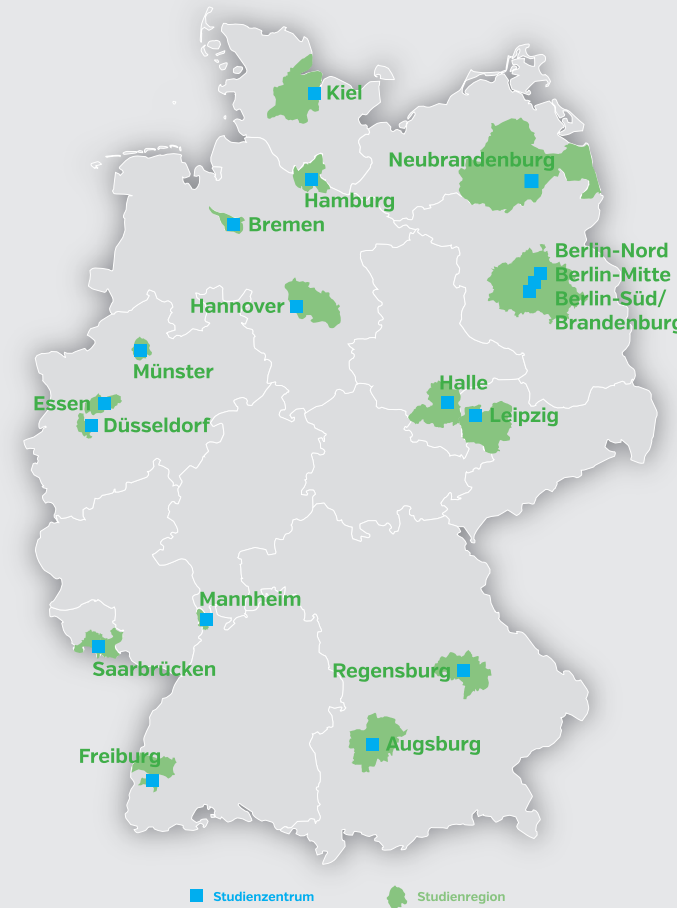 Kiel
Neubrandenburg
Hamburg
Bremen
Berlin-Nord
Berlin-Mitte
Berlin-Süd/
Brandenburg
Hannover
Münster
Halle
Essen
Leipzig
Düsseldorf
Mannheim
Saarbrücken
Regensburg
Augsburg
Freiburg
Studienzentrum
Studienregion